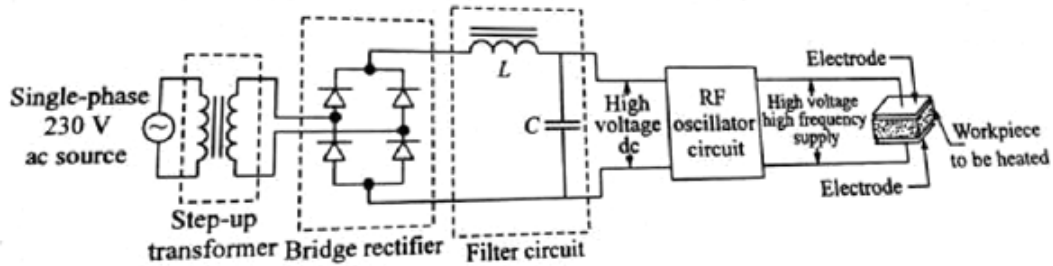 Single-phase
230 V
ac source
Step-up
transformer
Bridge rectifier
L
C
Filter circuit
High
voltage
dc
RF
oscillator
circuit
High voltage
high frequency
supply
Electrode
Workpiece
to be heated
Electrode